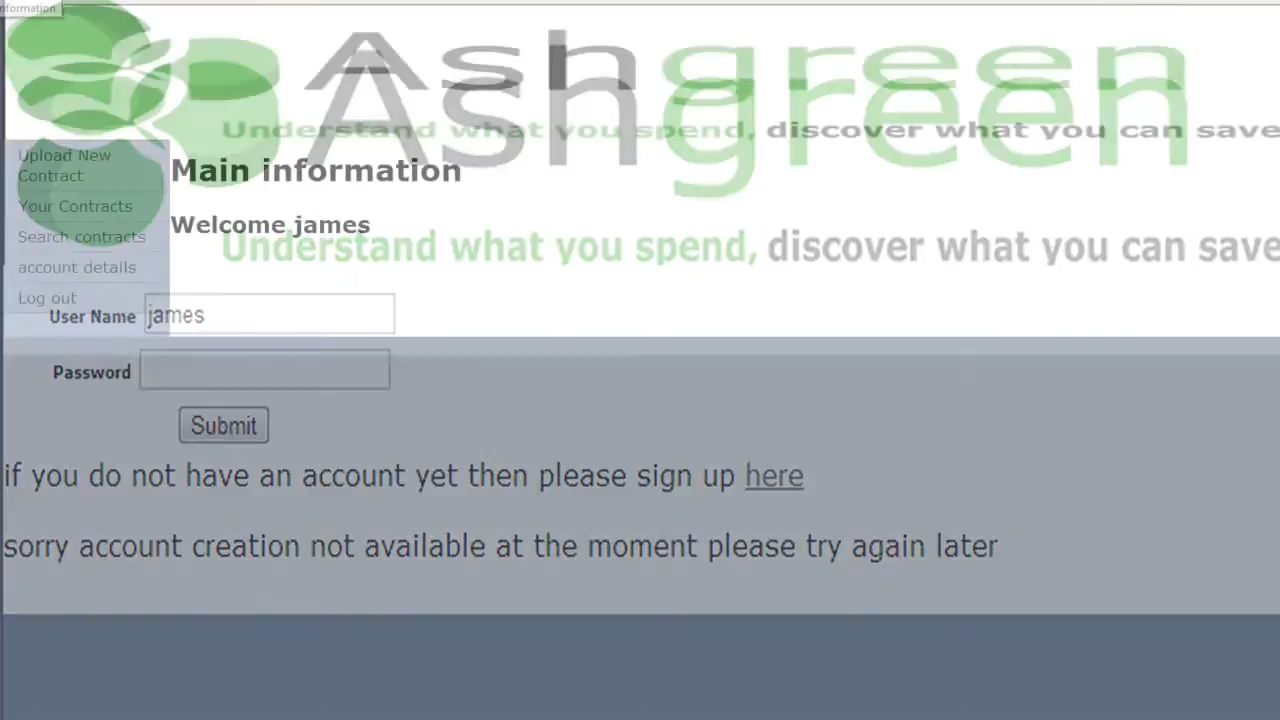 nformation
Ashgreen
Ashgreen
Understand what you spend, discover what you can save
Upload New
Contract
Main information
Your Contracts
Welcome james
Search contracts
Understand what you spend, discover what you can save
account details
Log out
User Name james
Password
Submit
if you do not have an account yet then please sign up here
sorry account creation not available at the moment please try again later